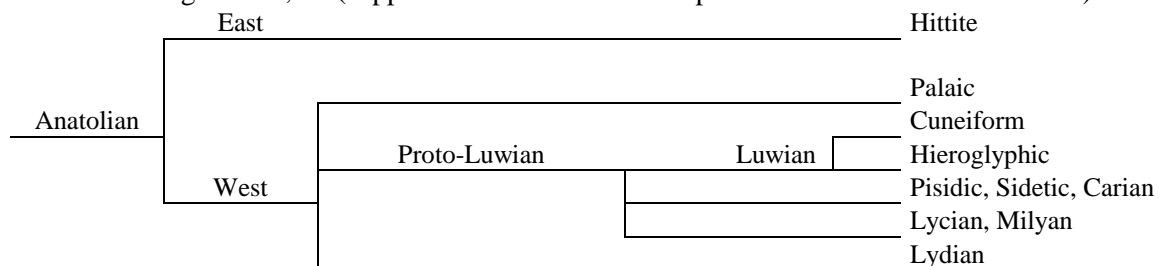 East Hittite
Palaic
Anatolian Cuneiform
Proto-Luwian Luwian Hieroglyphic
West Pisidic, Sidetic, Carian
Lycian, Milyan
Lydian